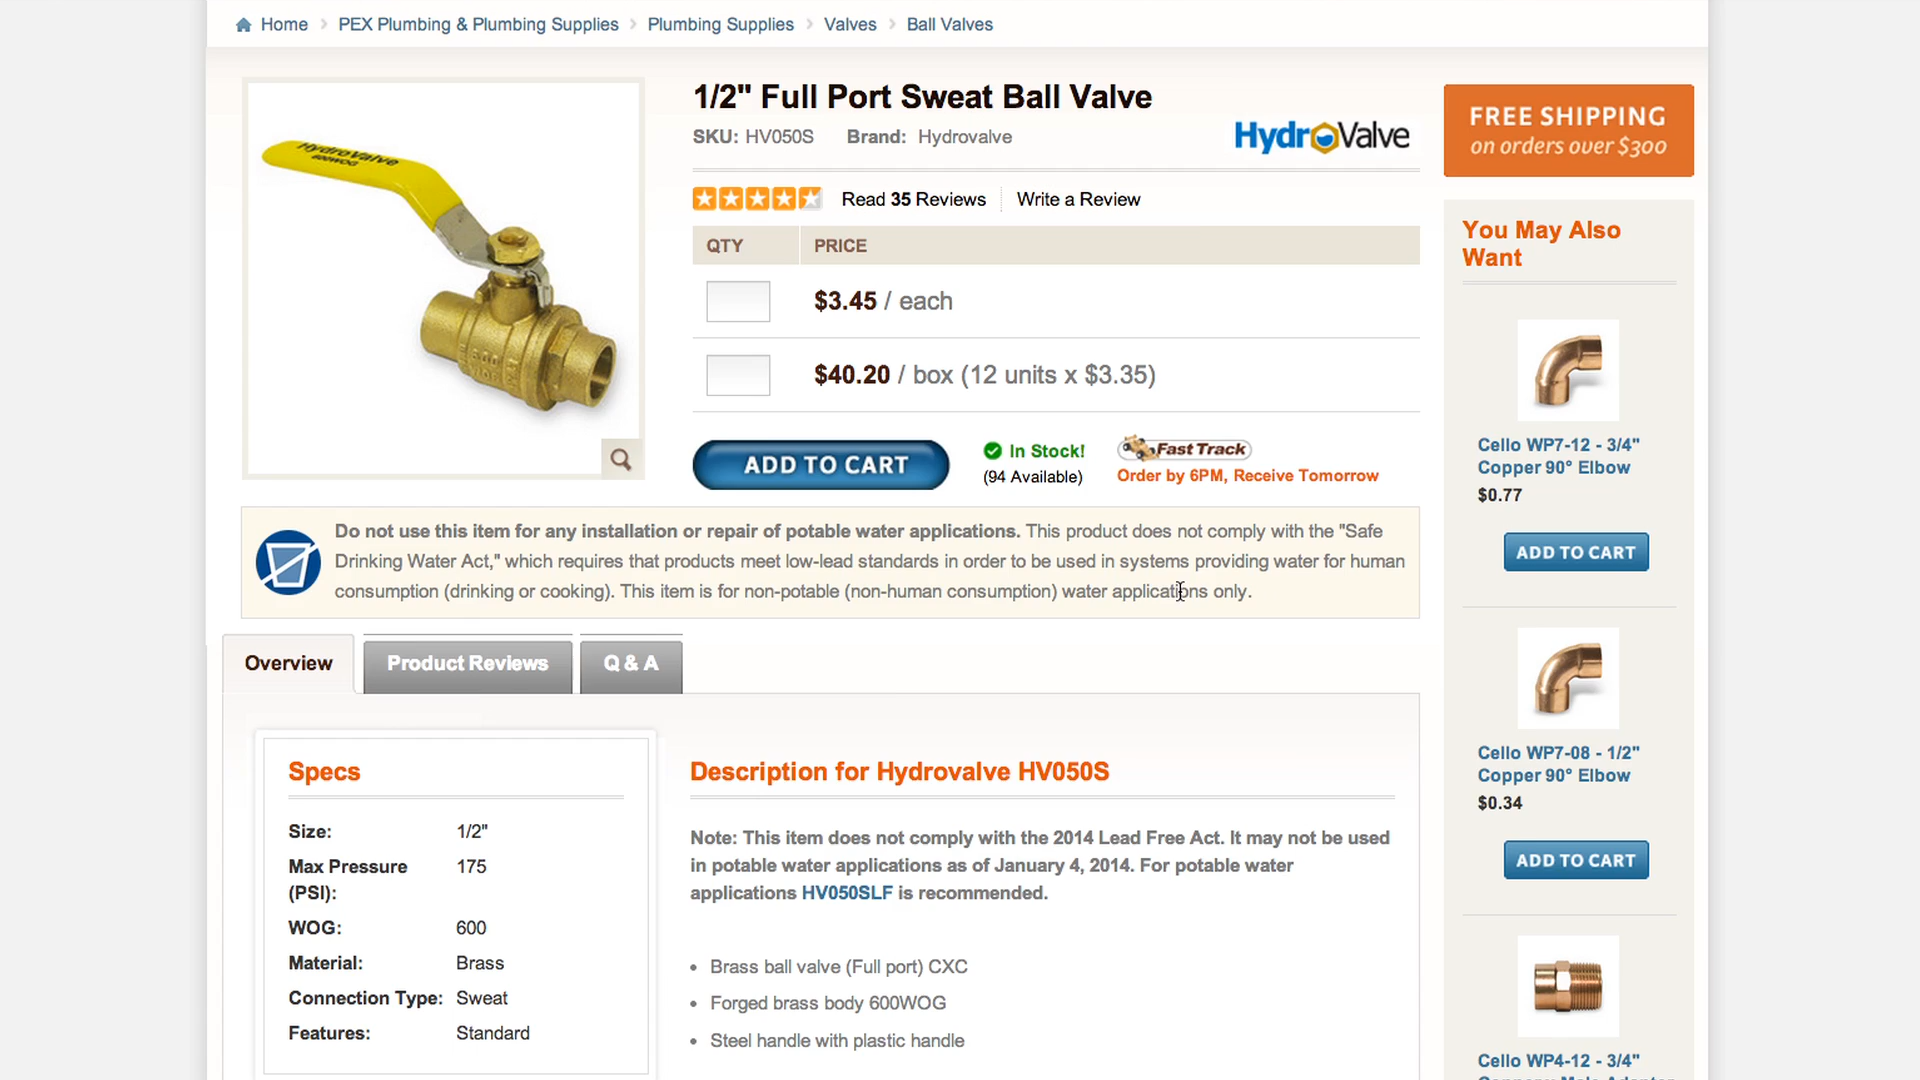 Home
PEX Plumbing & Plumbing Supplies
Plumbing Supplies
Valves
Ball Valves
HydroValve
600WOG
1/2" Full Port Sweat Ball Valve
SKU: HV050S Brand: Hydrovalve
HydroValve
Read 35 Reviews
Write a Review
QTY PRICE
$3.45 / each
$40.20 / box (12 units x $3.35)
ADD TO CART
In Stock!
(94 Available)
Fast Track
Order by 6PM, Receive Tomorrow
Do not use this item for any installation or repair of potable water applications. This product does not comply with the "Safe
Drinking Water Act," which requires that products meet low-lead standards in order to be used in systems providing water for human
consumption (drinking or cooking). This item is for non-potable (non-human consumption) water applications only.
Overview
Product Reviews
Q & A
Specs
Size: 1/2"
Max Pressure 175
(PSI):
WOG: 600
Material: Brass
Connection Type: Sweat
Features: Standard
Description for Hydrovalve HV050S
Note: This item does not comply with the 2014 Lead Free Act. It may not be used
in potable water applications as of January 4, 2014. For potable water
applications HV050SLF is recommended.
Brass ball valve (Full port) CXC
Forged brass body 600WOG
Steel handle with plastic handle
FREE SHIPPING
on orders over $300
You May Also
Want
Cello WP7-12 - 3/4"
Copper 90° Elbow
$0.77
ADD TO CART
Cello WP7-08 - 1/2"
Copper 90° Elbow
$0.34
ADD TO CART
Cello WP4-12 - 3/4"